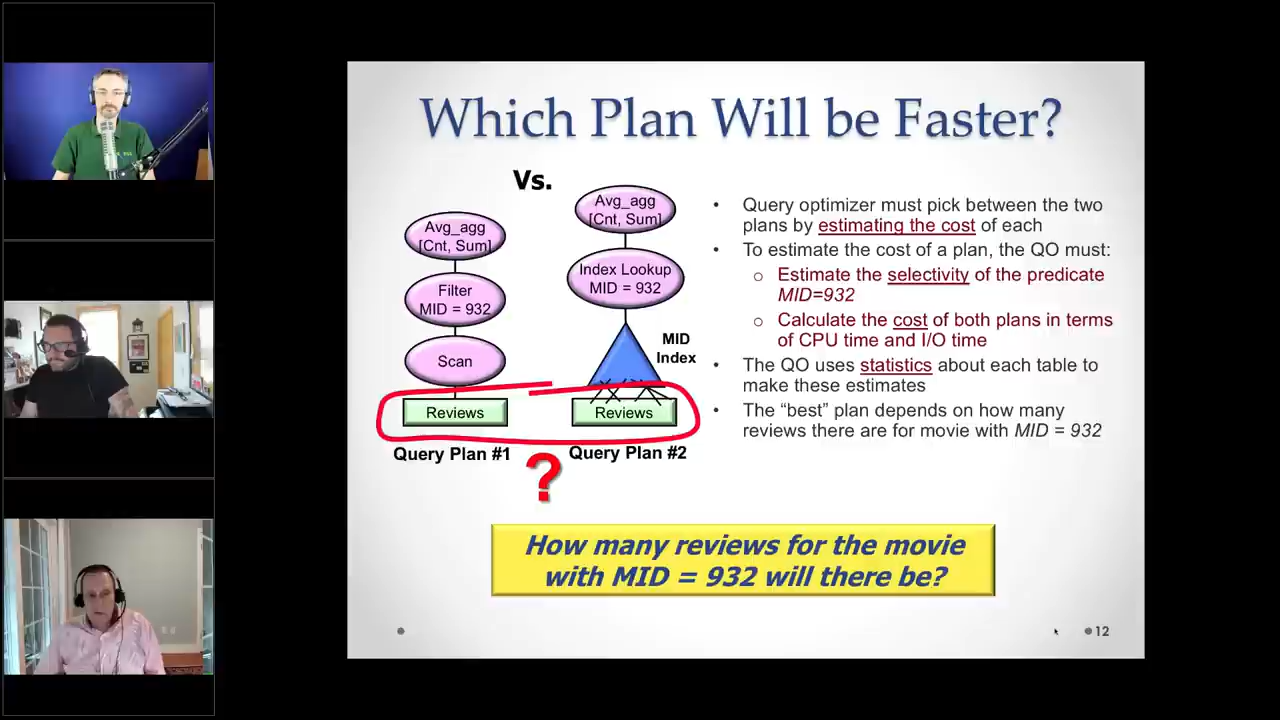 Which Plan Will be Faster?
Vs.
Avg_agg
[Cnt, Sum]
Filter
MID = 932
Scan
Reviews
Query Plan #1
Avg_agg
[Cnt, Sum]
Index Lookup
MID = 932
MID
Index
Reviews
Query Plan #2
?
• Query optimizer must pick between the two
plans by estimating the cost of each
• To estimate the cost of a plan, the QO must:
o Estimate the selectivity of the predicate
MID=932
o Calculate the cost of both plans in terms
of CPU time and I/O time
• The QO uses statistics about each table to
make these estimates
• The “best” plan depends on how many
reviews there are for movie with MID = 932
How many reviews for the movie
with MID = 932 will there be?
12